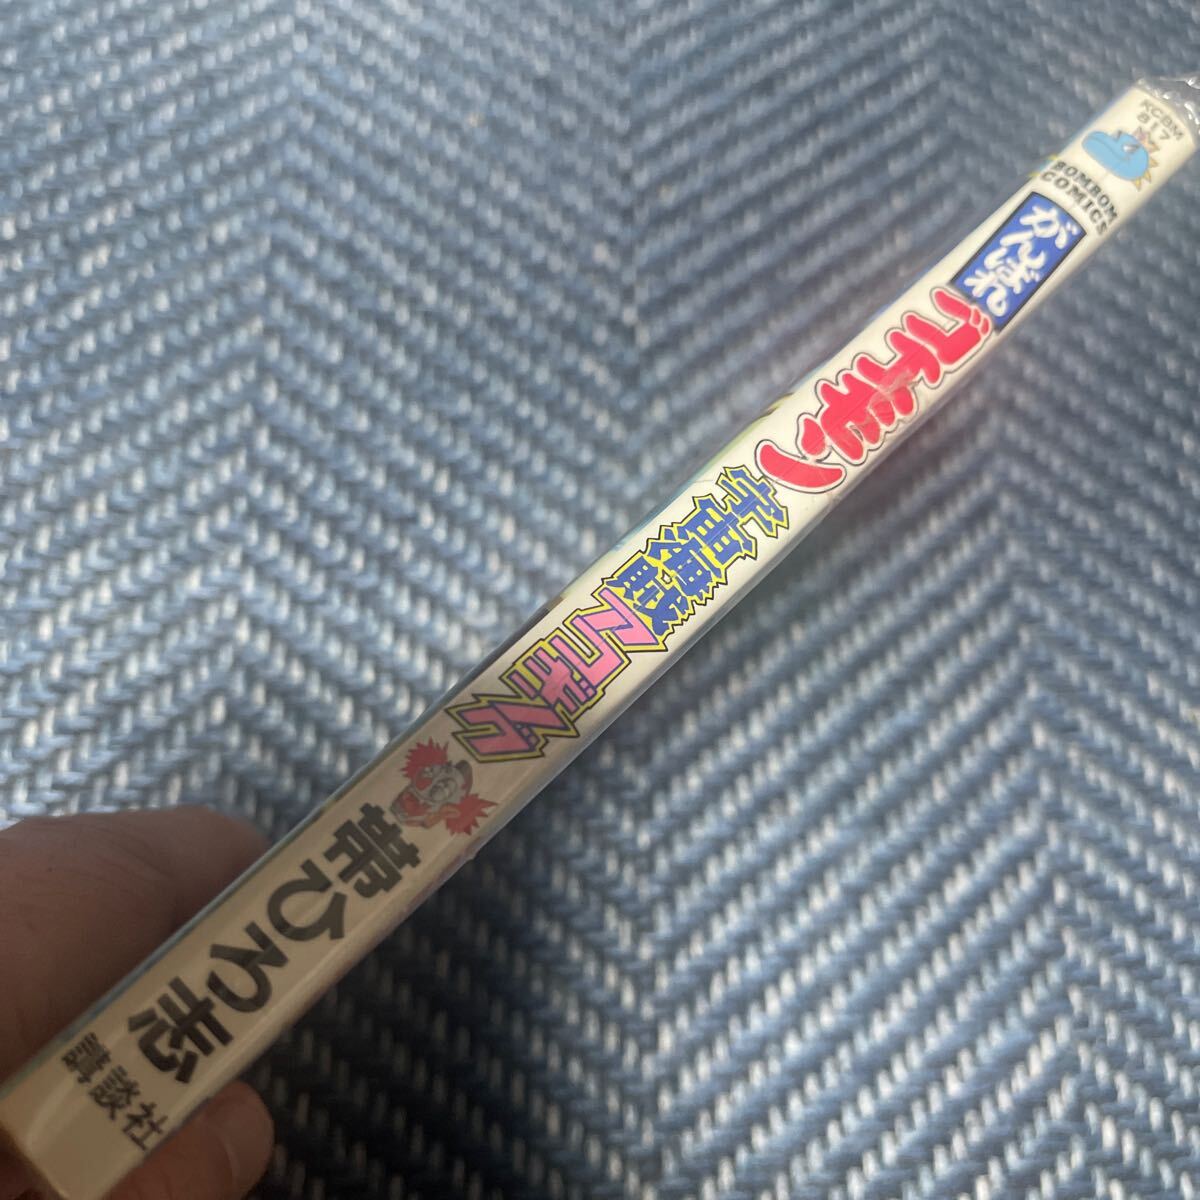 KCBM
817
BOMBOM
COMICS
がんばれ
ゴエモン
宇宙海賊
アコギング
帯ひろ志
講談社